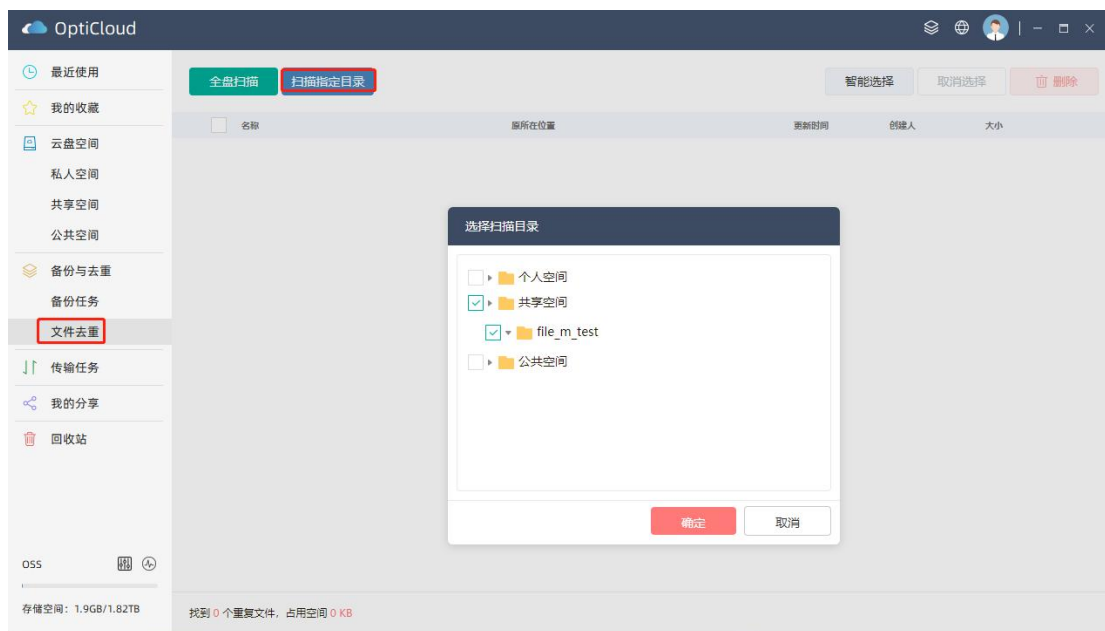 OptiCloud
最近使用
我的收藏
云盘空间
私人空间
共享空间
公共空间
备份与去重
备份任务
文件去重
传输任务
我的分享
回收站
OSS
存储空间：1.9GB/1.82TB
全盘扫描 扫描指定目录 智能选择 取消选择 删除
名称 原所在位置 更新时间 创建人 大小
选择扫描目录
个人空间
共享空间
file_m_test
公共空间
确定 取消
找到 0 个重复文件，占用空间 0 KB